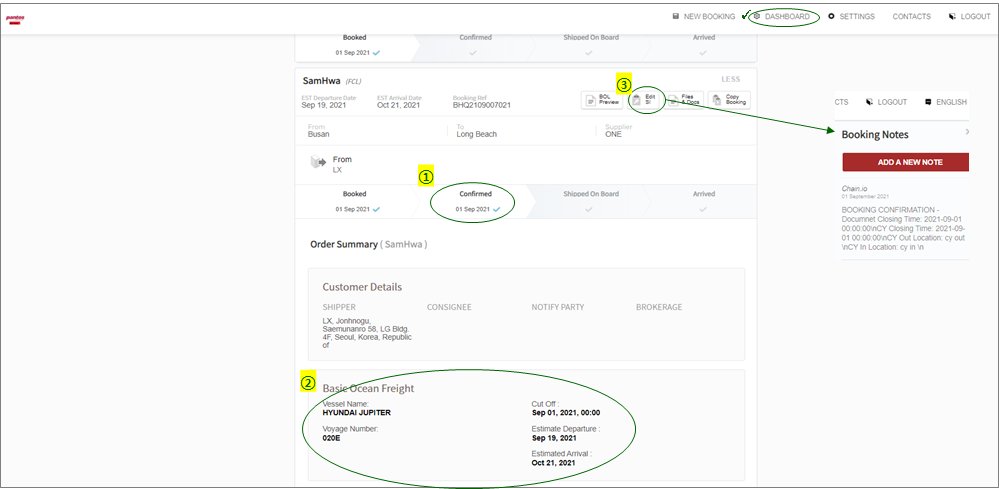 pantos
NEW BOOKING
DASHBOARD
SETTINGS
CONTACTS
LOGOUT
Booked
Confirmed
Shipped On Board
Arrived
01 Sep 2021
SamHwa (FCL)
LESS
EST Departure Date
Sep 19, 2021
EST Arrival Date
Oct 21, 2021
Booking Ref
BHQ2109007021
③
BOL
Preview
Edit
SI
Files
& Docs
Copy
Booking
From
Busan
To
Long Beach
Supplier
ONE
From
LX
①
Booked
Confirmed
Shipped On Board
Arrived
01 Sep 2021
01 Sep 2021
Order Summary ( SamHwa )
Customer Details
SHIPPER
CONSIGNEE
NOTIFY PARTY
BROKERAGE
LX, Jonhnogu,
Saemunanro 58, LG Bldg.
4F, Seoul, Korea, Republic
of
②
Basic Ocean Freight
Vessel Name:
HYUNDAI JUPITER
Voyage Number:
020E
Cut Off :
Sep 01, 2021, 00:00
Estimate Departure :
Sep 19, 2021
Estimated Arrival :
Oct 21, 2021
CTS
LOGOUT
ENGLISH
Booking Notes
ADD A NEW NOTE
Chain.io
01 September 2021
BOOKING CONFIRMATION -
Documnet Closing Time: 2021-09-01
00:00:00\nCY Closing Time: 2021-09-
01 00:00:00\nCY Out Location: cy out
\nCY In Location: cy in \n